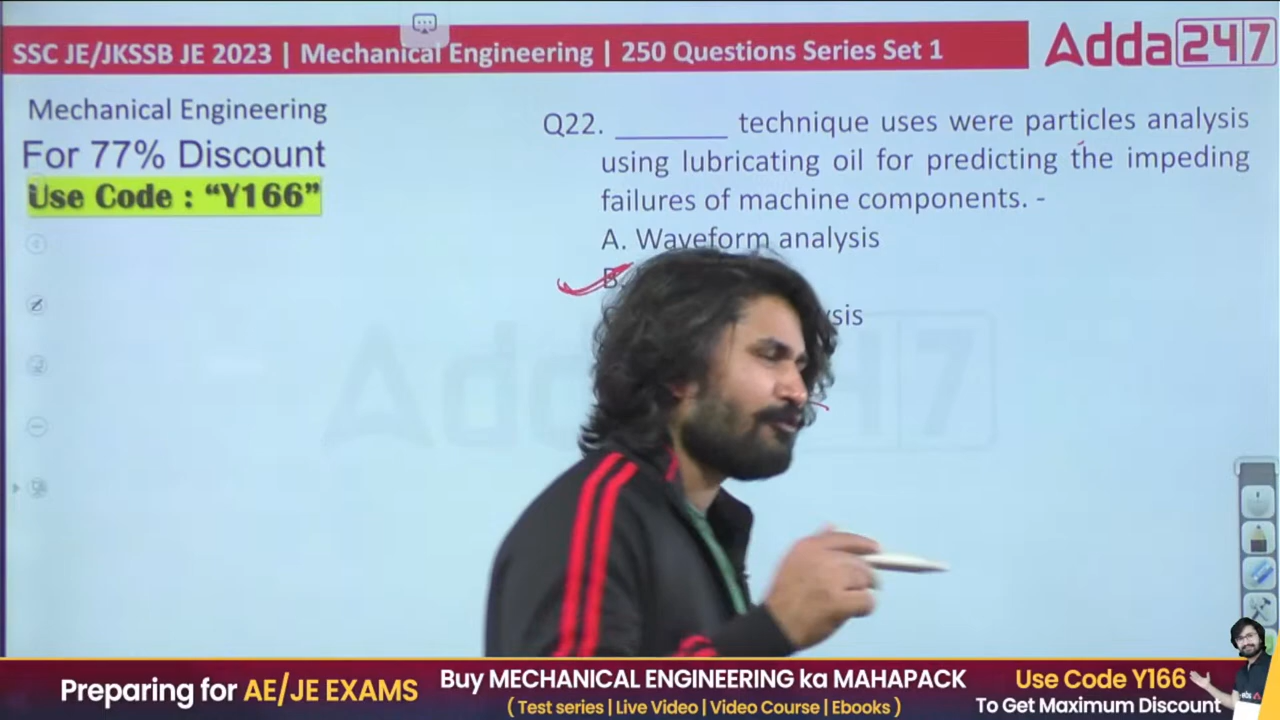 SSC JE/JKSSB JE 2023 | Mechanical Engineering | 250 Questions Series Set 1
Adda247
Mechanical Engineering
For 77% Discount
Use Code : “Y166”
Q22. ________ technique uses were particles analysis
using lubricating oil for predicting the impeding
failures of machine components. -
A. Waveform analysis
B.
Preparing for AE/JE EXAMS
Buy MECHANICAL ENGINEERING ka MAHAPACK
( Test series | Live Video | Video Course | Ebooks )
Use Code Y166
To Get Maximum Discount